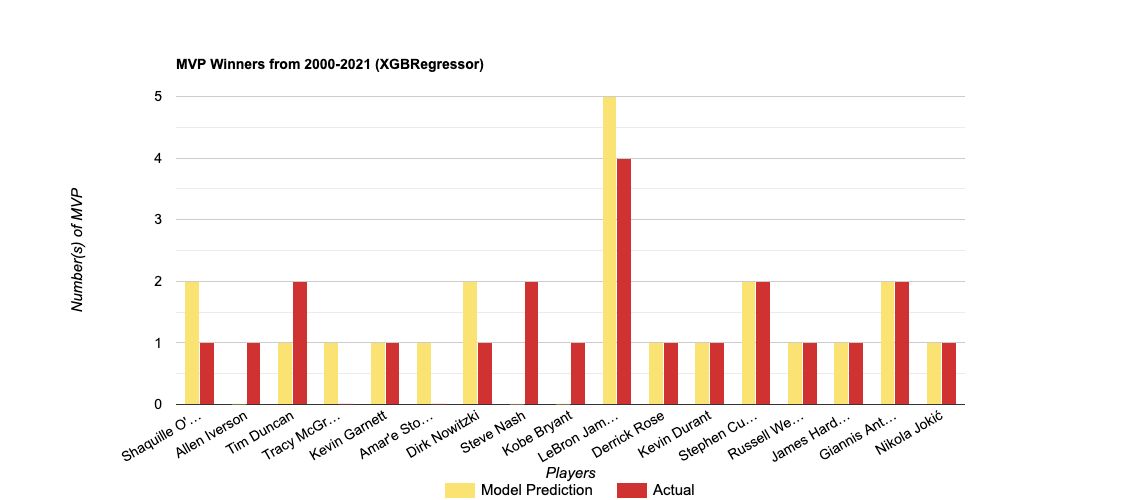 MVP Winners from 2000-2021 (XGBRegressor)
Number(s) of MVP
5
4
3
2
1
0
Shaquille O'…
Allen Iverson
Tim Duncan
Tracy McGr…
Kevin Garnett
Amar'e Sto…
Dirk Nowitzki
Steve Nash
Kobe Bryant
LeBron Jam…
Derrick Rose
Kevin Durant
Stephen Cu…
Russell We…
James Hard…
Giannis Ant…
Nikola Jokić
Players
Model Prediction
Actual